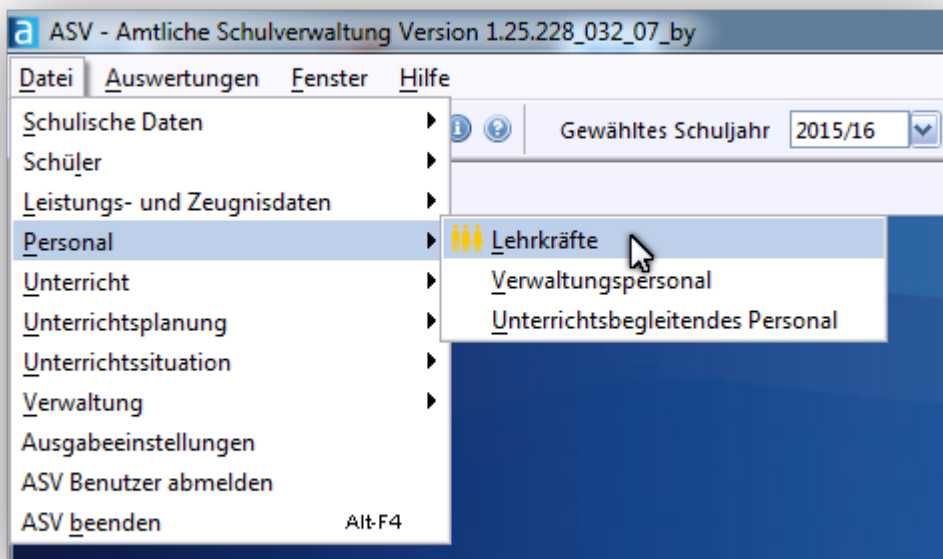 ASV - Amtliche Schulverwaltung Version 1.25.228_032_07_by
Datei Auswertungen Fenster Hilfe
Gewähltes Schuljahr 2015/16
Schulische Daten
Schüler
Leistungs- und Zeugnisdaten
Personal
Unterricht
Unterrichtsplanung
Unterrichtssituation
Verwaltung
Ausgabeeinstellungen
ASV Benutzer abmelden
ASV beenden Alt-F4
Lehrkräfte
Verwaltungspersonal
Unterrichtsbegleitendes Personal